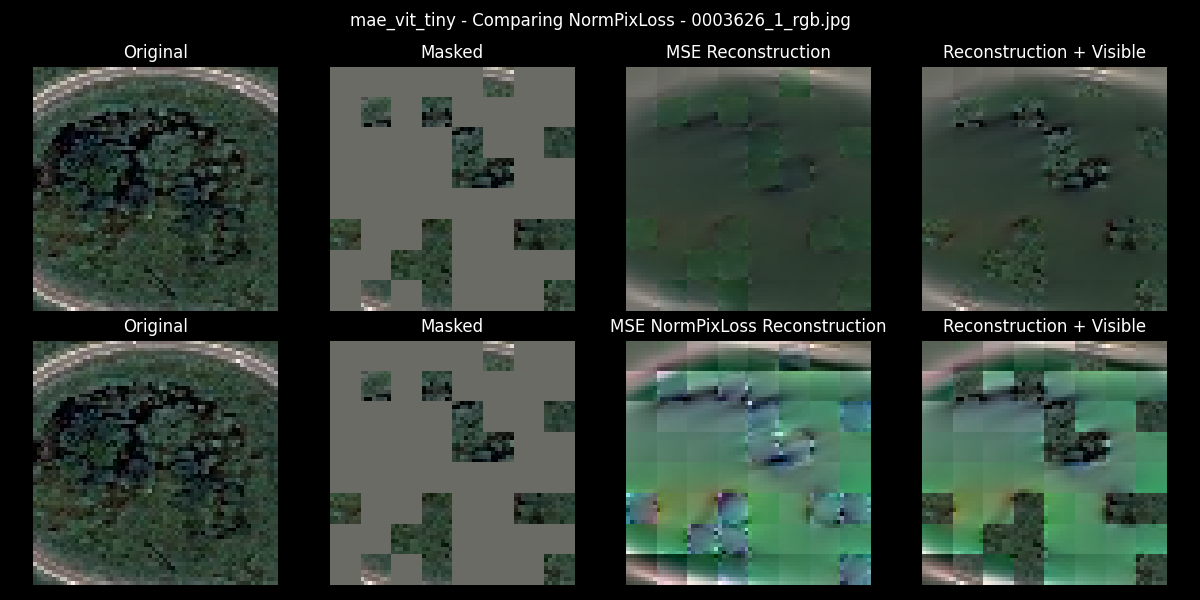 mae_vit_tiny - Comparing NormPixLoss - 0003626_1_rgb.jpg
Original
Masked
MSE Reconstruction
Reconstruction + Visible
Original
Masked
MSE NormPixLoss Reconstruction
Reconstruction + Visible